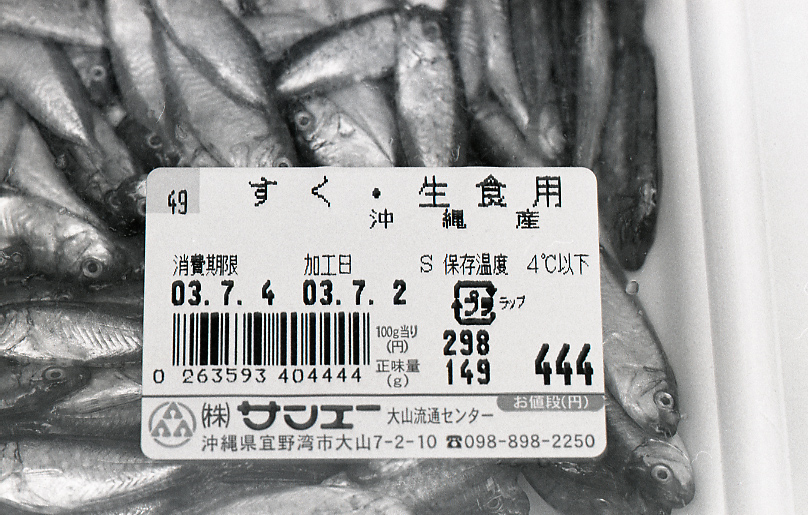 49
すく・生食用
沖縄産
消費期限 加工日 S 保存温度 4℃以下
03.7.4 03.7.2
プラ ラップ
100g当り(円) 298
正味量(g) 149
444
0 263593 404444
お値段(円)
(株)サンエー 大山流通センター
沖縄県宜野湾市大山7-2-10 ☎098-898-2250